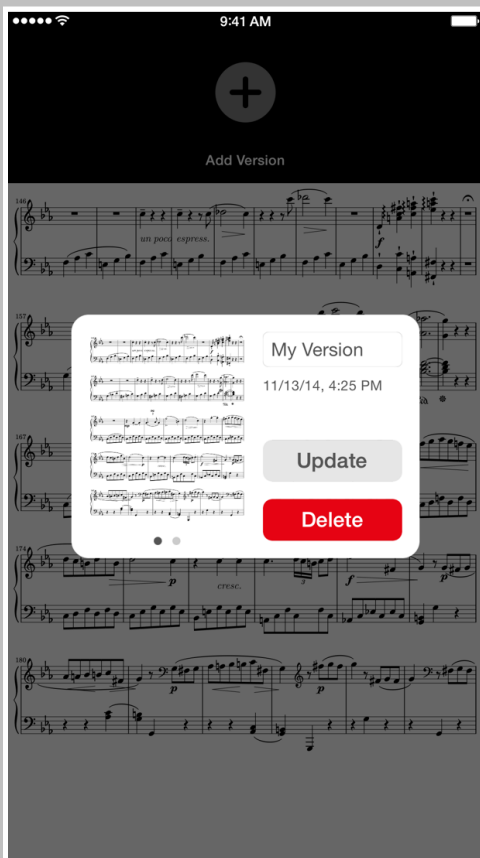 9:41 AM
Add Version
146
un poco espress.
f
157
My Version
11/13/14, 4:25 PM
167
Update
Delete
174
p
cresc.
3
f
p
180
p
p